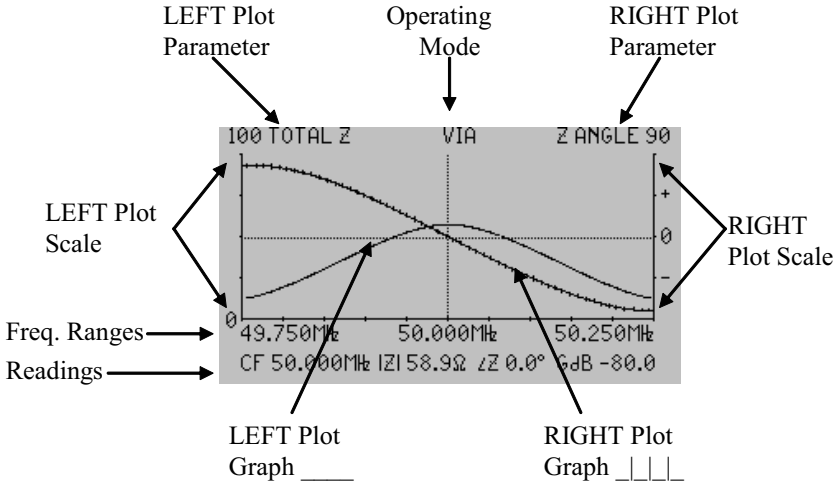 LEFT Plot
Parameter
Operating
Mode
RIGHT Plot
Parameter
100 TOTAL Z VIA Z ANGLE 90
LEFT Plot
Scale
+
0
−
RIGHT
Plot Scale
0
Freq. Ranges
49.750MHz 50.000MHz 50.250MHz
Readings
CF 50.000MHz |Z| 58.9Ω ∠Z 0.0° GdB -80.0
LEFT Plot
Graph ____
RIGHT Plot
Graph _|_|_|_